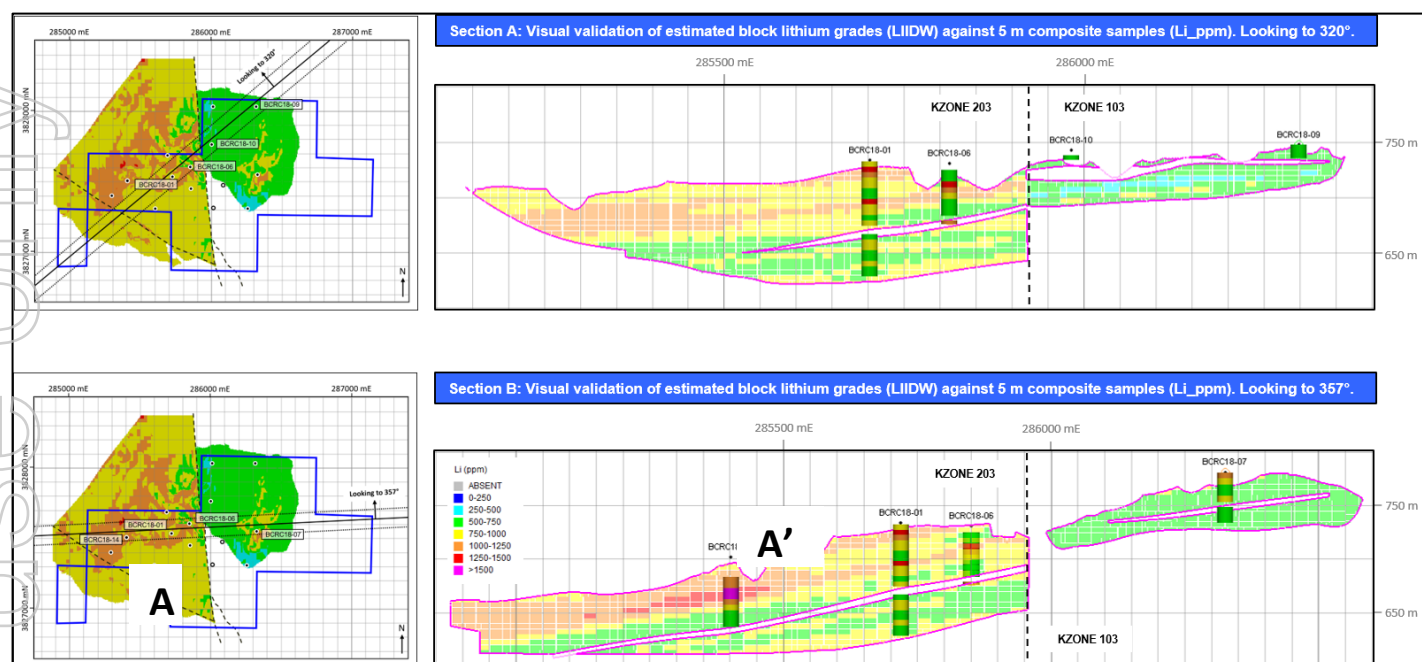 Section A: Visual validation of estimated block lithium grades (LIIDW) against 5 m composite samples (Li_ppm). Looking to 320°.
285000 mE
286000 mE
287000 mE
Looking to 320°
3828000 mN
3827000 mN
BCRC18-09
BCRC18-10
BCRC18-06
BCRC18-01
N
285500 mE
286000 mE
KZONE 203
KZONE 103
BCRC18-01
BCRC18-06
BCRC18-10
BCRC18-09
750 m
650 m
Section B: Visual validation of estimated block lithium grades (LIIDW) against 5 m composite samples (Li_ppm). Looking to 357°.
285000 mE
286000 mE
287000 mE
3828000 mN
3827000 mN
Looking to 357°
BCRC18-01
BCRC18-06
BCRC18-14
BCRC18-07
A
N
285500 mE
286000 mE
Li (ppm)
ABSENT
0-250
250-500
500-750
750-1000
1000-1250
1250-1500
>1500
KZONE 203
BCRC18-01
BCRC18-06
BCRC18-07
A’
KZONE 103
750 m
650 m